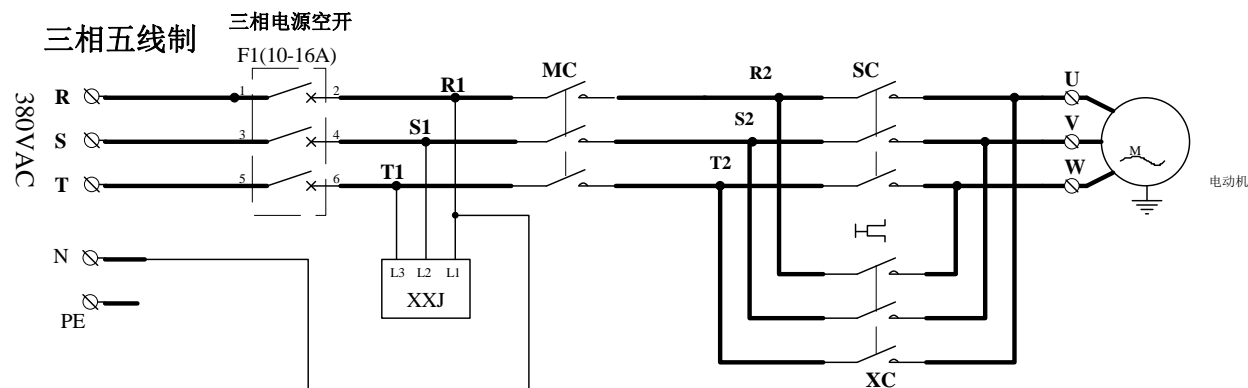 三相五线制
三相电源空开
F1(10-16A)
380VAC
R 1 2 R1 MC R2 SC U
S 3 4 S1 S2 V
T 5 6 T1 T2 W
M
电动机
N
L3 L2 L1
XXJ
PE
XC